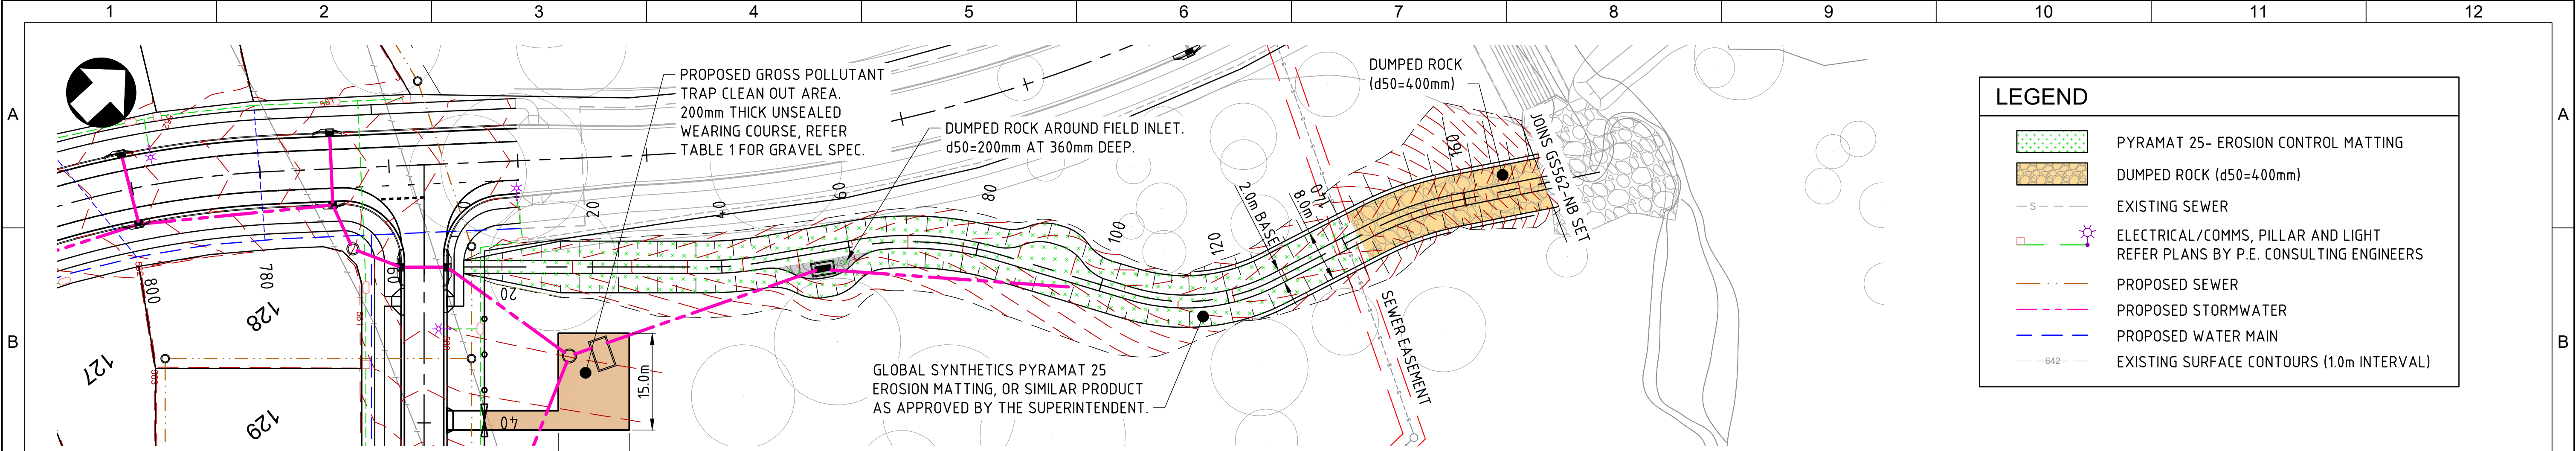 1 2 3 4 5 6 7 8 9 10 11 12
A
B
A
B
PROPOSED GROSS POLLUTANT
TRAP CLEAN OUT AREA.
200mm THICK UNSEALED
WEARING COURSE, REFER
TABLE 1 FOR GRAVEL SPEC.
DUMPED ROCK AROUND FIELD INLET.
d50=200mm AT 360mm DEEP.
DUMPED ROCK
(d50=400mm)
JOINS GS562-NB SET
2.0m BASE
8.0m
0
20
40
60
80
100
120
140
160
SEWER EASEMENT
GLOBAL SYNTHETICS PYRAMAT 25
EROSION MATTING, OR SIMILAR PRODUCT
AS APPROVED BY THE SUPERINTENDENT.
15.0m
20
40
60
780
800
127
128
129
LEGEND
PYRAMAT 25- EROSION CONTROL MATTING
DUMPED ROCK (d50=400mm)
S EXISTING SEWER
ELECTRICAL/COMMS, PILLAR AND LIGHT
REFER PLANS BY P.E. CONSULTING ENGINEERS
PROPOSED SEWER
PROPOSED STORMWATER
PROPOSED WATER MAIN
642 EXISTING SURFACE CONTOURS (1.0m INTERVAL)